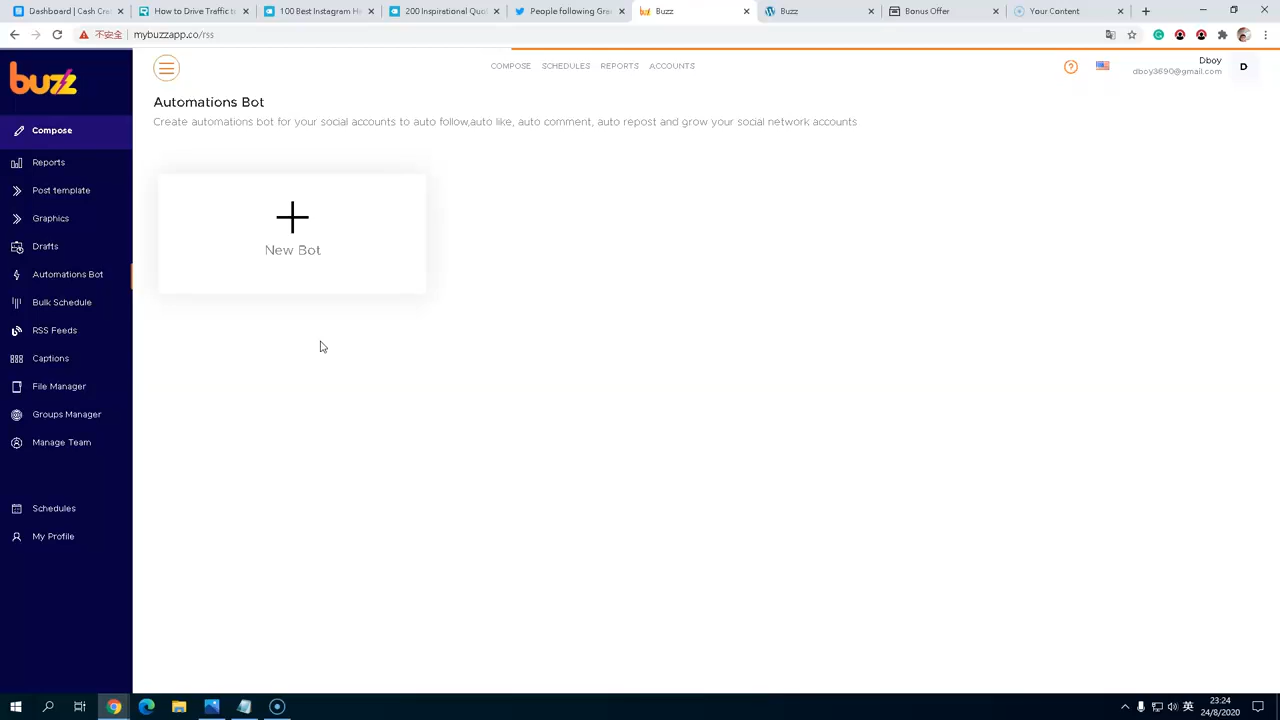 Dashboard | Cash Cre
How to Drive Traffic t
100 Best Instagram H
200 Inspirational Quo
People following Gro
Buzz
Buzz
Bonus Offer
Your Content
不安全
mybuzzapp.co/rss
buzz
COMPOSE
SCHEDULES
REPORTS
ACCOUNTS
Dboy
dboy3690@gmail.com
D
Compose
Reports
Post template
Graphics
Drafts
Automations Bot
Bulk Schedule
RSS Feeds
Captions
File Manager
Groups Manager
Manage Team
Schedules
My Profile
Automations Bot
Create automations bot for your social accounts to auto follow,auto like, auto comment, auto repost and grow your social network accounts
New Bot
英
23:24
24/8/2020